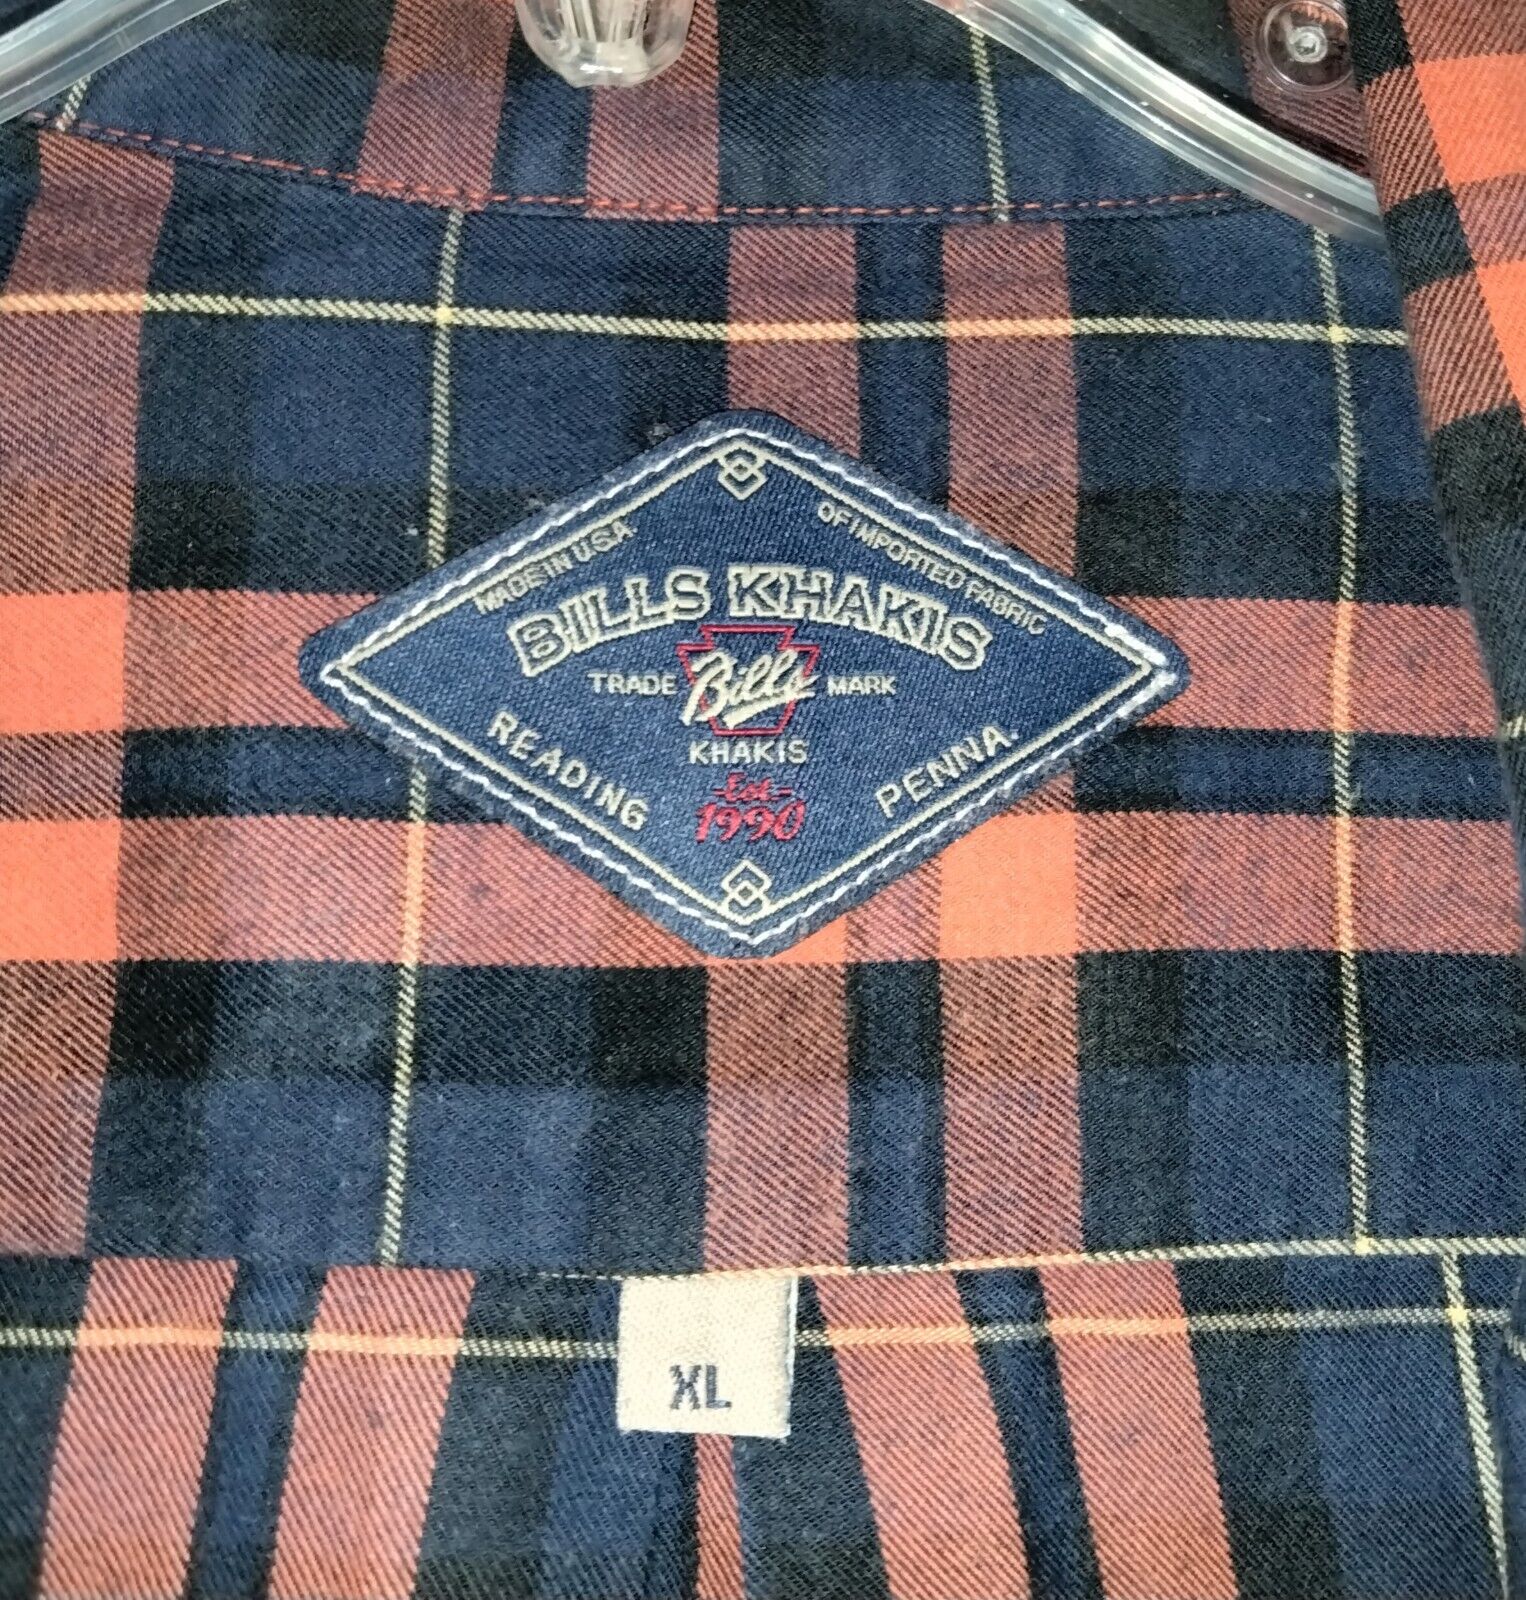 MADE IN USA
OF IMPORTED FABRIC
BILLS KHAKIS
TRADE Bills MARK
KHAKIS
READING PENNA.
-Est.-
1990
XL